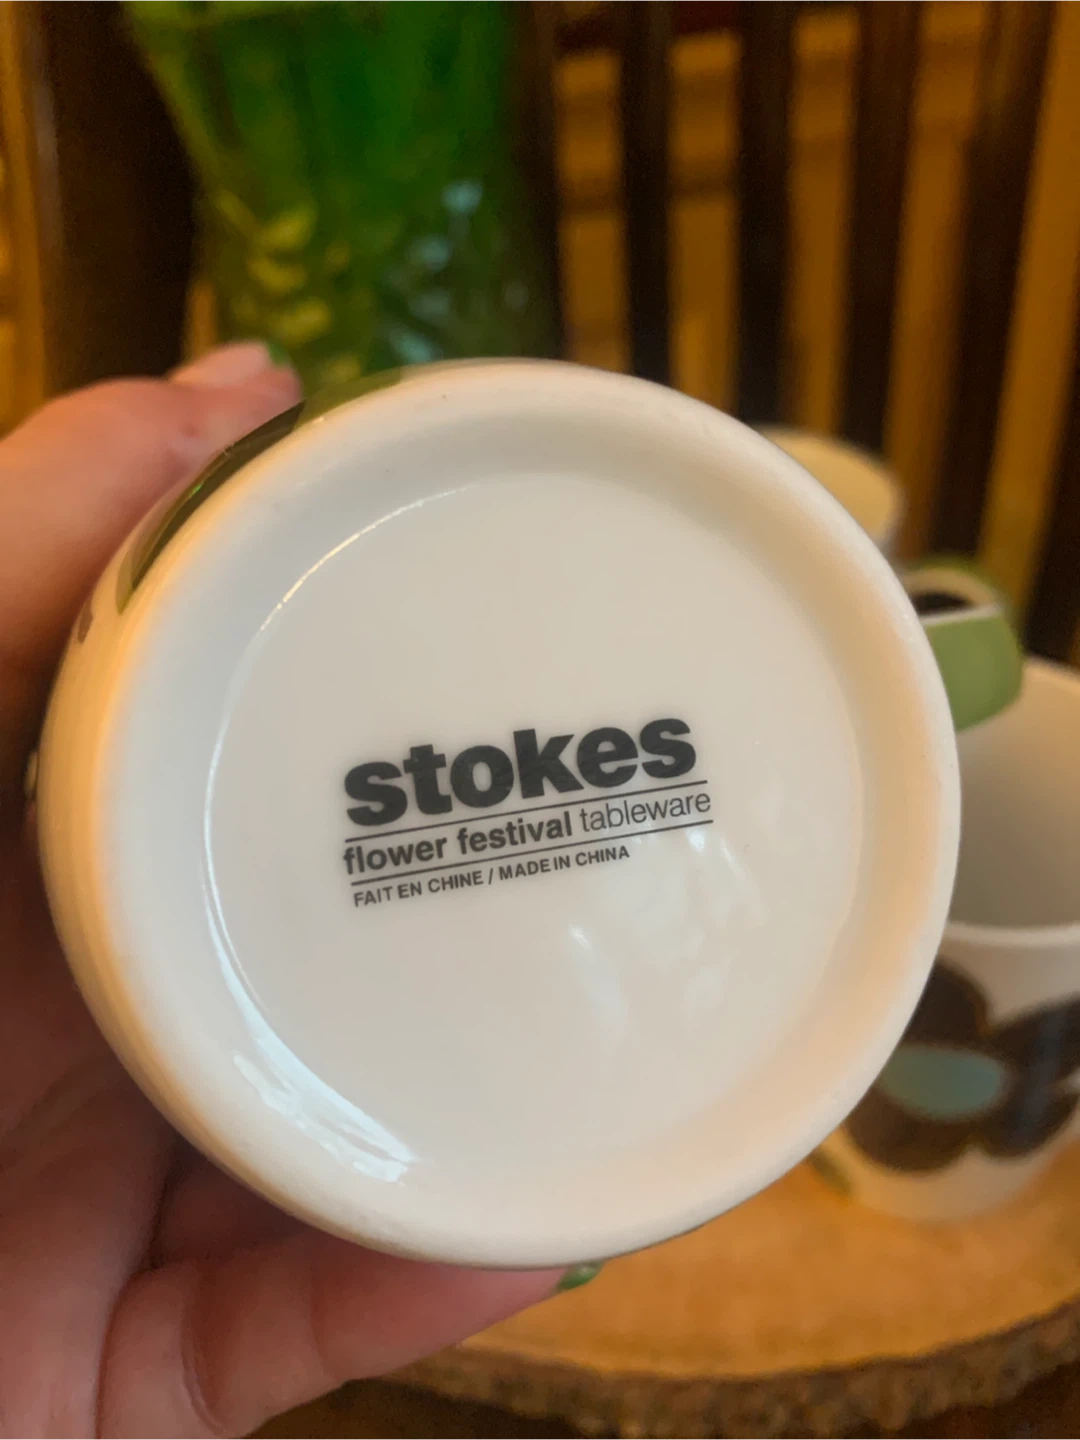 stokes
flower festival tableware
FAIT EN CHINE / MADE IN CHINA